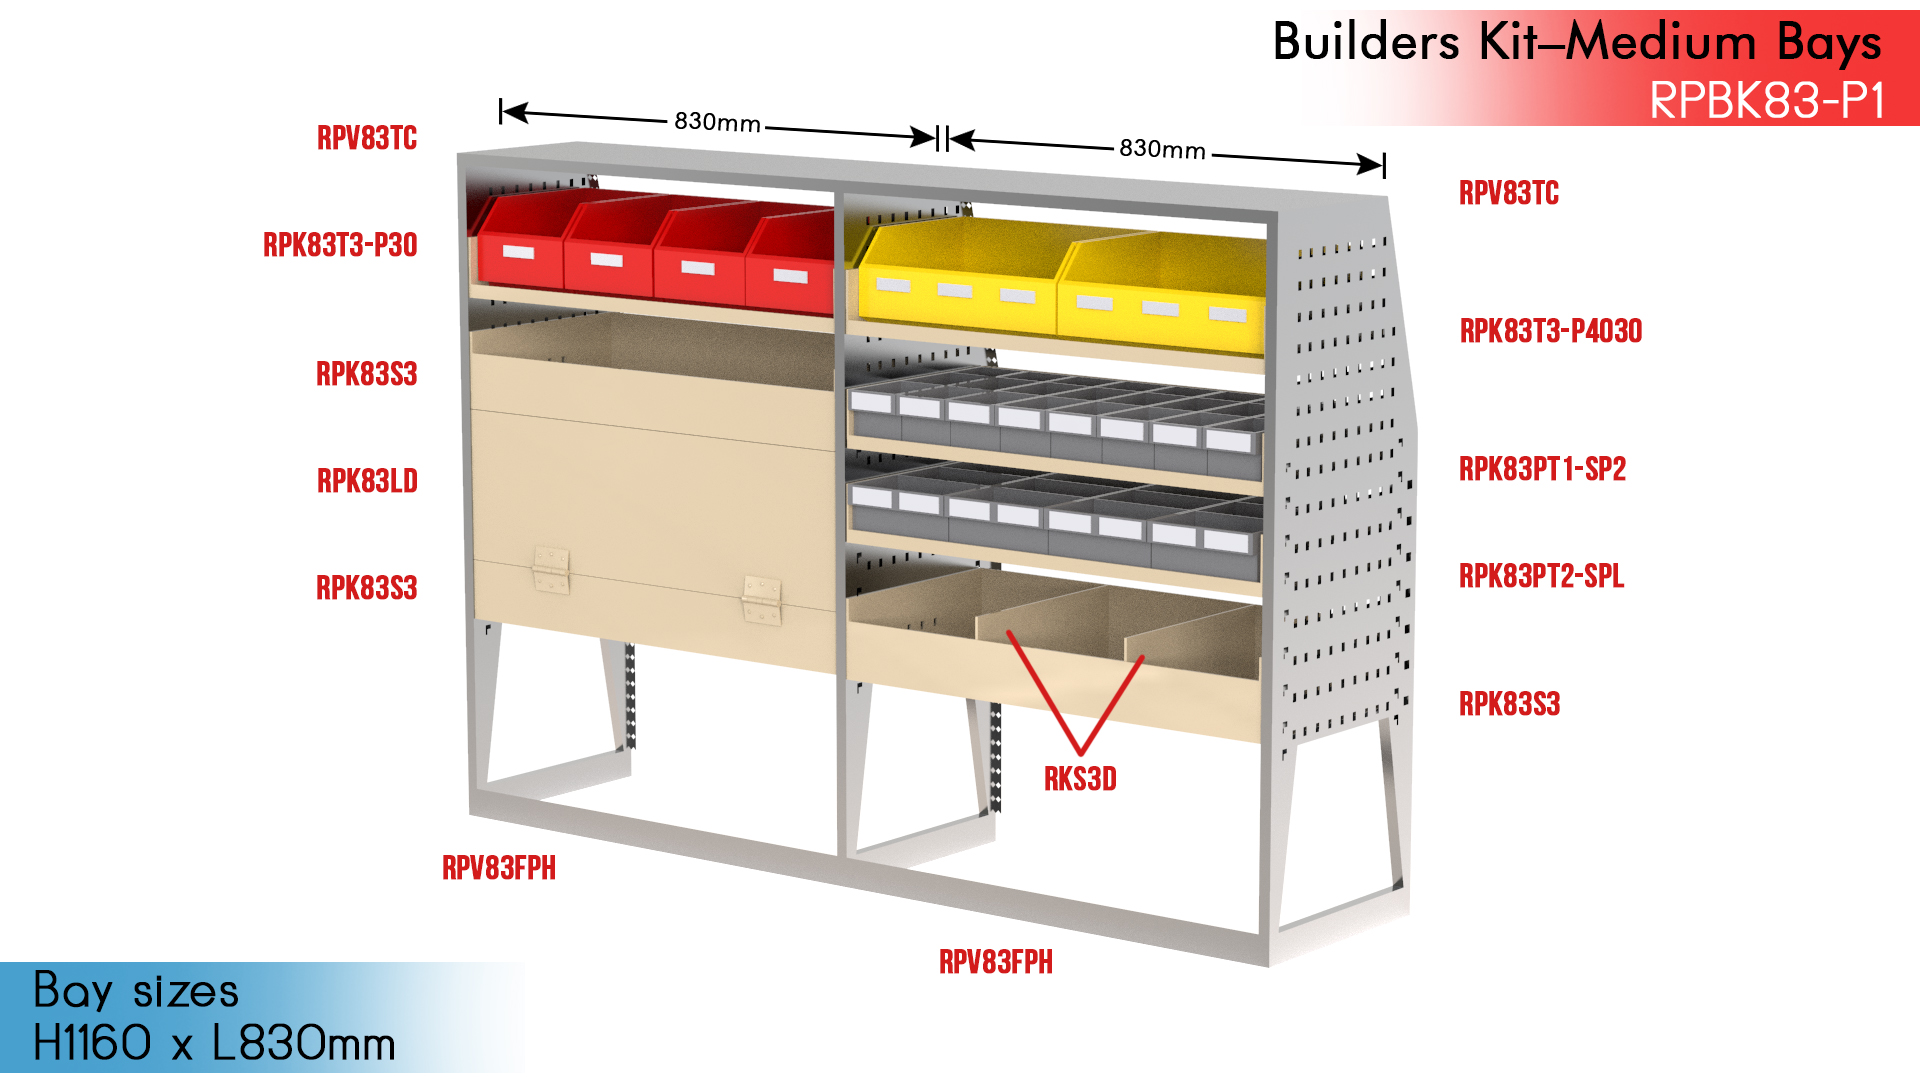 Builders Kit–Medium Bays
RPBK83-P1
830mm
830mm
RPV83TC
RPK83T3-P30
RPK83S3
RPK83LD
RPK83S3
RPV83FPH
RPV83TC
RPK83T3-P4030
RPK83PT1-SP2
RPK83PT2-SPL
RPK83S3
RKS3D
RPV83FPH
Bay sizes
H1160 x L830mm